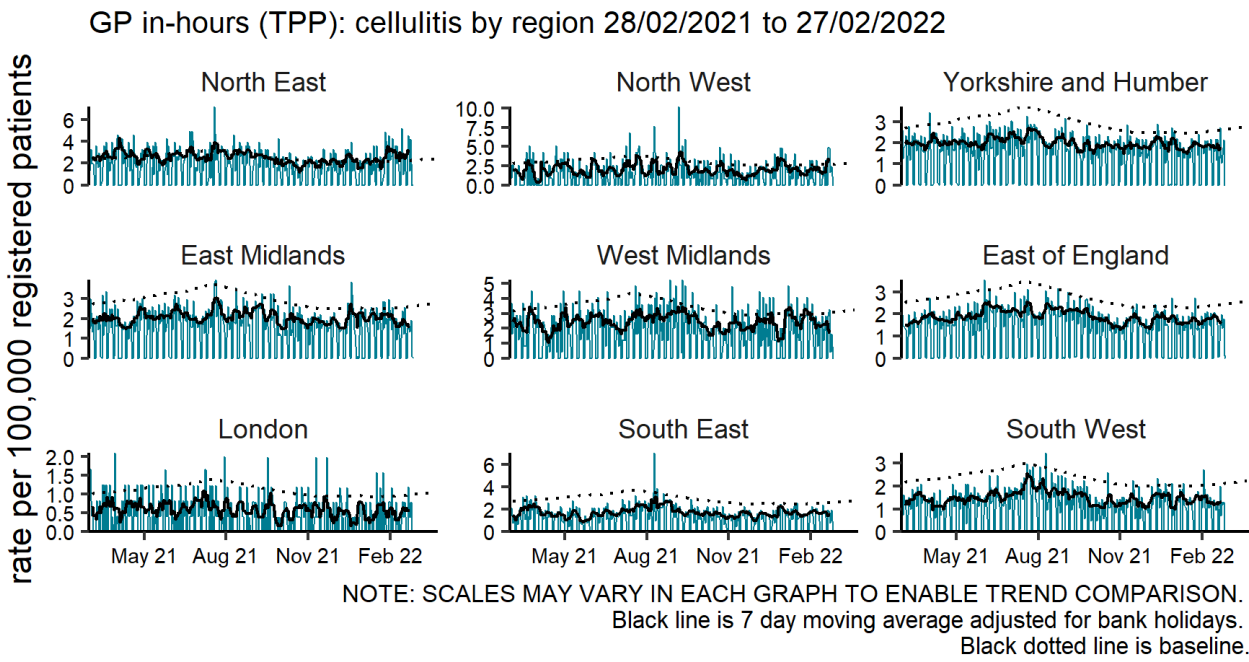 GP in-hours (TPP): cellulitis by region 28/02/2021 to 27/02/2022
rate per 100,000 registered patients
North East
6
4
2
0
North West
10.0
7.5
5.0
2.5
0.0
Yorkshire and Humber
3
2
1
0
East Midlands
3
2
1
0
West Midlands
5
4
3
2
1
0
East of England
3
2
1
0
London
2.0
1.5
1.0
0.5
0.0
South East
6
4
2
0
South West
3
2
1
0
May 21 Aug 21 Nov 21 Feb 22
May 21 Aug 21 Nov 21 Feb 22
May 21 Aug 21 Nov 21 Feb 22
NOTE: SCALES MAY VARY IN EACH GRAPH TO ENABLE TREND COMPARISON.
Black line is 7 day moving average adjusted for bank holidays.
Black dotted line is baseline.